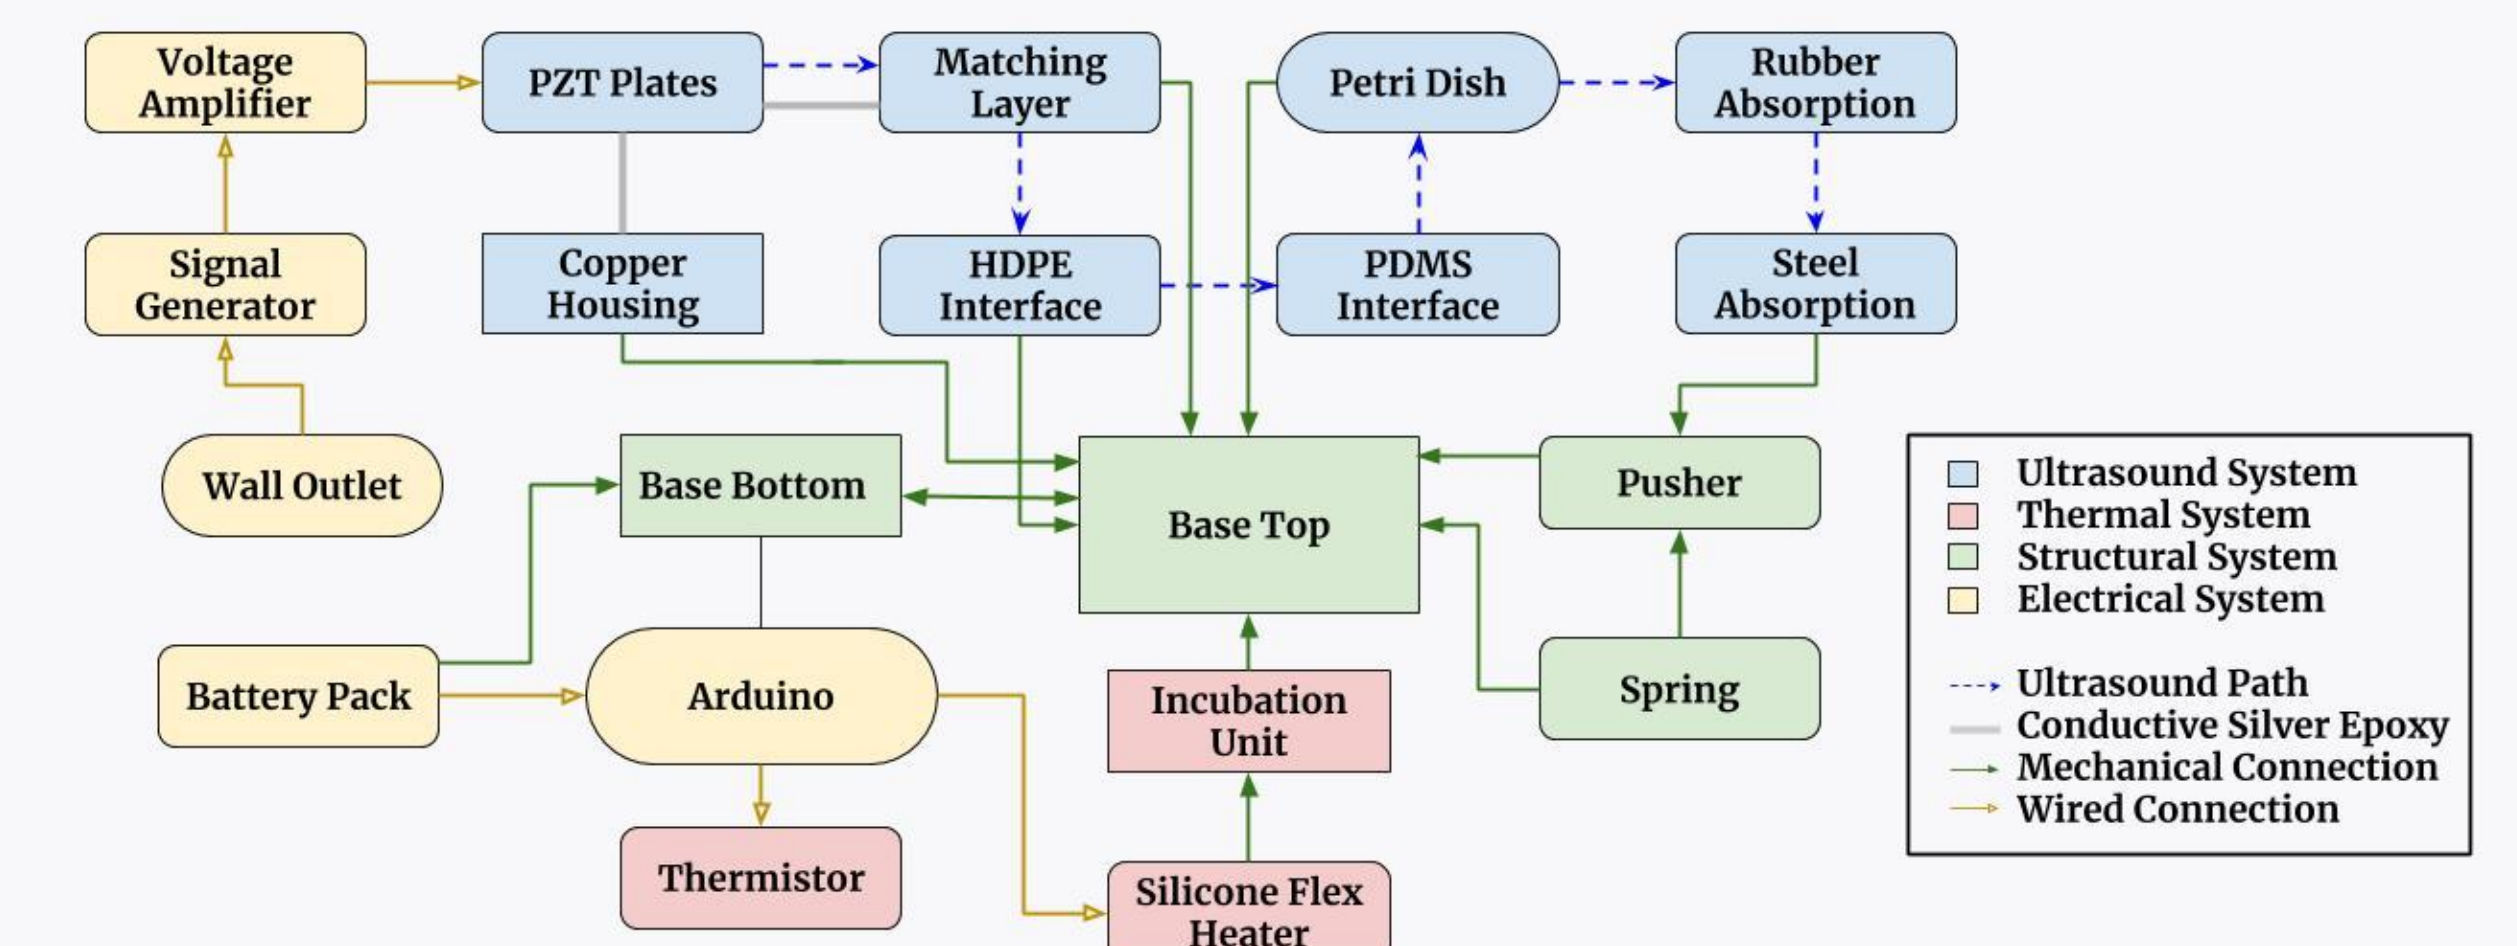 Voltage
Amplifier
PZT Plates
Matching
Layer
Petri Dish
Rubber
Absorption
Signal
Generator
Copper
Housing
HDPE
Interface
PDMS
Interface
Steel
Absorption
Wall Outlet
Base Bottom
Base Top
Pusher
Battery Pack
Arduino
Incubation
Unit
Spring
Thermistor
Silicone Flex
Heater
Ultrasound System
Thermal System
Structural System
Electrical System
Ultrasound Path
Conductive Silver Epoxy
Mechanical Connection
Wired Connection